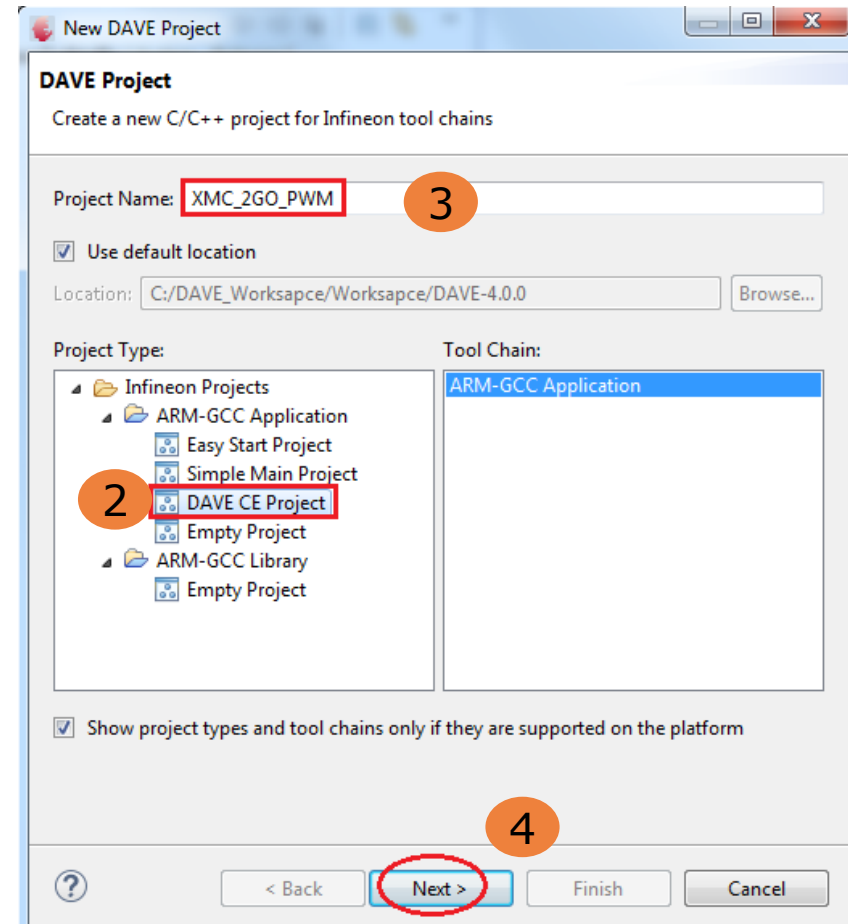 New DAVE Project
DAVE Project
Create a new C/C++ project for Infineon tool chains
Project Name: XMC_2GO_PWM 3
Use default location
Location: C:/DAVE_Worksapce/Worksapce/DAVE-4.0.0 Browse...
Project Type: Tool Chain:
Infineon Projects ARM-GCC Application
ARM-GCC Application
Easy Start Project
Simple Main Project
2 DAVE CE Project
Empty Project
ARM-GCC Library
Empty Project
Show project types and tool chains only if they are supported on the platform
4
? < Back Next > Finish Cancel